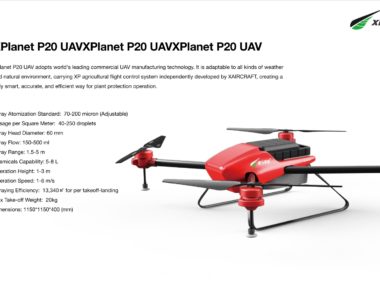 XPlanet P20 UAVXPlanet P20 UAVXPlanet P20 UAV
lanet P20 UAV adopts world's leading commercial UAV manufacturing technology. It is adaptable to all kinds of weather
d natural environment, carrying XP agricultural flight control system independently developed by XAIRCRAFT, creating a
ly smart, accurate, and efficient way for plant protection operation.
ray Atomization Standard: 70-200 micron (Adjustable)
sage per Square Meter: 40-250 droplets
ray Head Diameter: 60 mm
ray Flow: 150-500 ml
ray Range: 1.5-5 m
emicals Capability: 5-8 L
eration Height: 1-3 m
eration Speed: 1-6 m/s
raying Efficiency: 13,340㎡ for per takeoff-landing
x Take-off Weight: 20kg
mensions: 1150*1150*400 (mm)